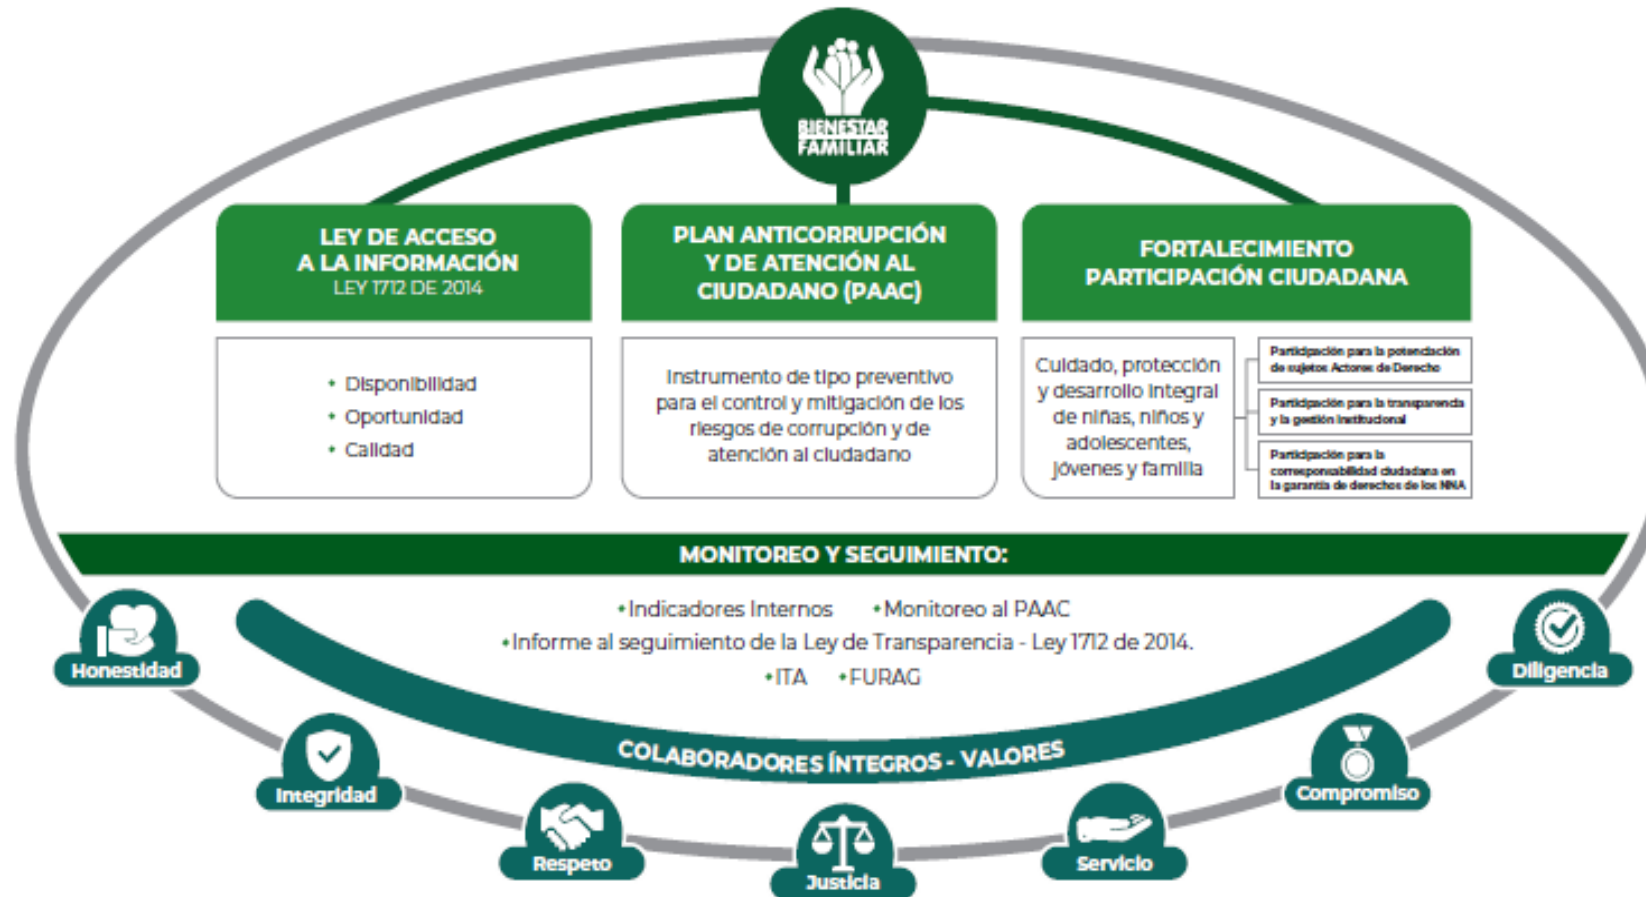 BIENESTAR
FAMILIAR
LEY DE ACCESO
A LA INFORMACIÓN
LEY 1712 DE 2014
• Disponibilidad
• Oportunidad
• Calidad
PLAN ANTICORRUPCIÓN
Y DE ATENCIÓN AL
CIUDADANO (PAAC)
Instrumento de tipo preventivo
para el control y mitigación de los
riesgos de corrupción y de
atención al ciudadano
FORTALECIMIENTO
PARTICIPACIÓN CIUDADANA
Cuidado, protección
y desarrollo integral
de niñas, niños y
adolescentes,
jóvenes y familia
Participación para la potenciación
de sujetos Actores de Derecho
Participación para la transparencia
y la gestión institucional
Participación para la
corresponsabilidad ciudadana en
la garantía de derechos de los NNA
MONITOREO Y SEGUIMIENTO:
•Indicadores Internos •Monitoreo al PAAC
•Informe al seguimiento de la Ley de Transparencia - Ley 1712 de 2014.
•ITA •FURAG
COLABORADORES ÍNTEGROS - VALORES
Honestidad
Integridad
Respeto
Justicia
Servicio
Compromiso
Diligencia